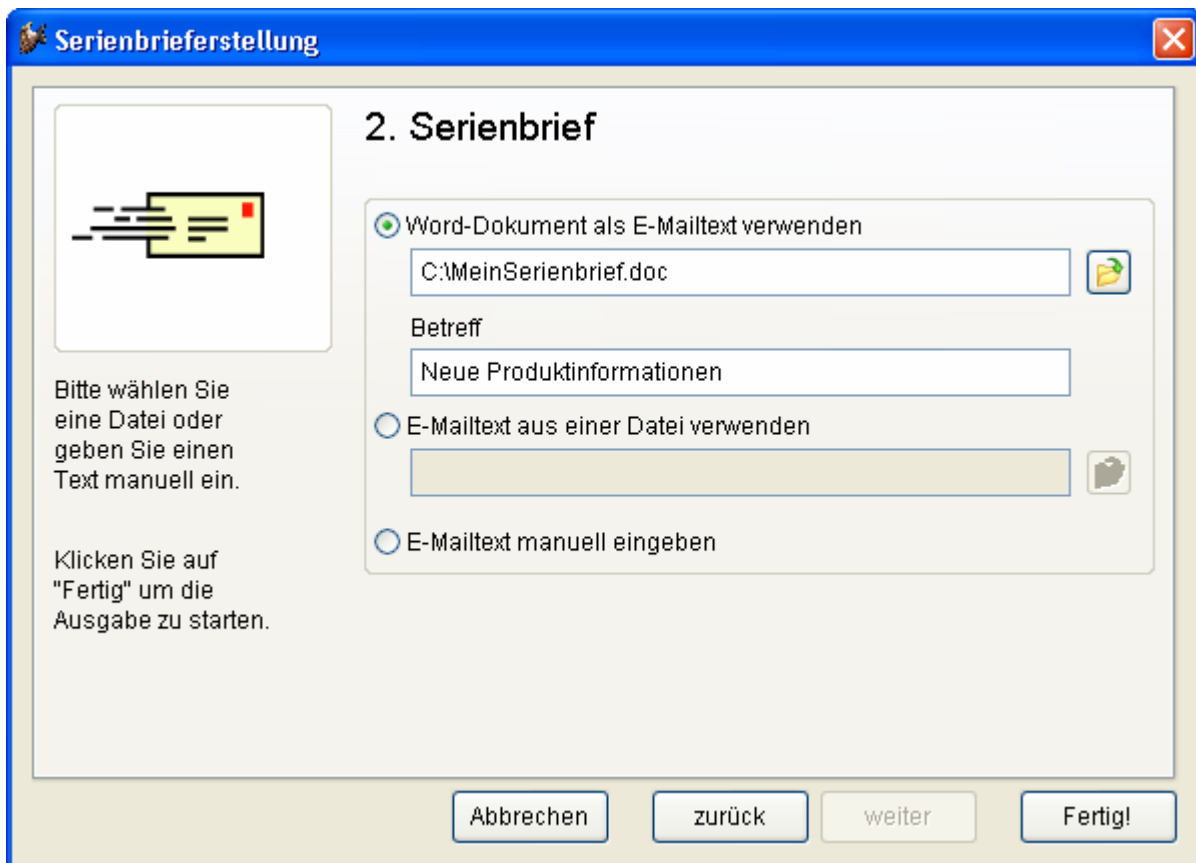 Serienbrieferstellung
2. Serienbrief
Word-Dokument als E-Mailtext verwenden
C:\MeinSerienbrief.doc
Betreff
Neue Produktinformationen
E-Mailtext aus einer Datei verwenden
E-Mailtext manuell eingeben
Bitte wählen Sie
eine Datei oder
geben Sie einen
Text manuell ein.
Klicken Sie auf
"Fertig" um die
Ausgabe zu starten.
Abbrechen
zurück
weiter
Fertig!